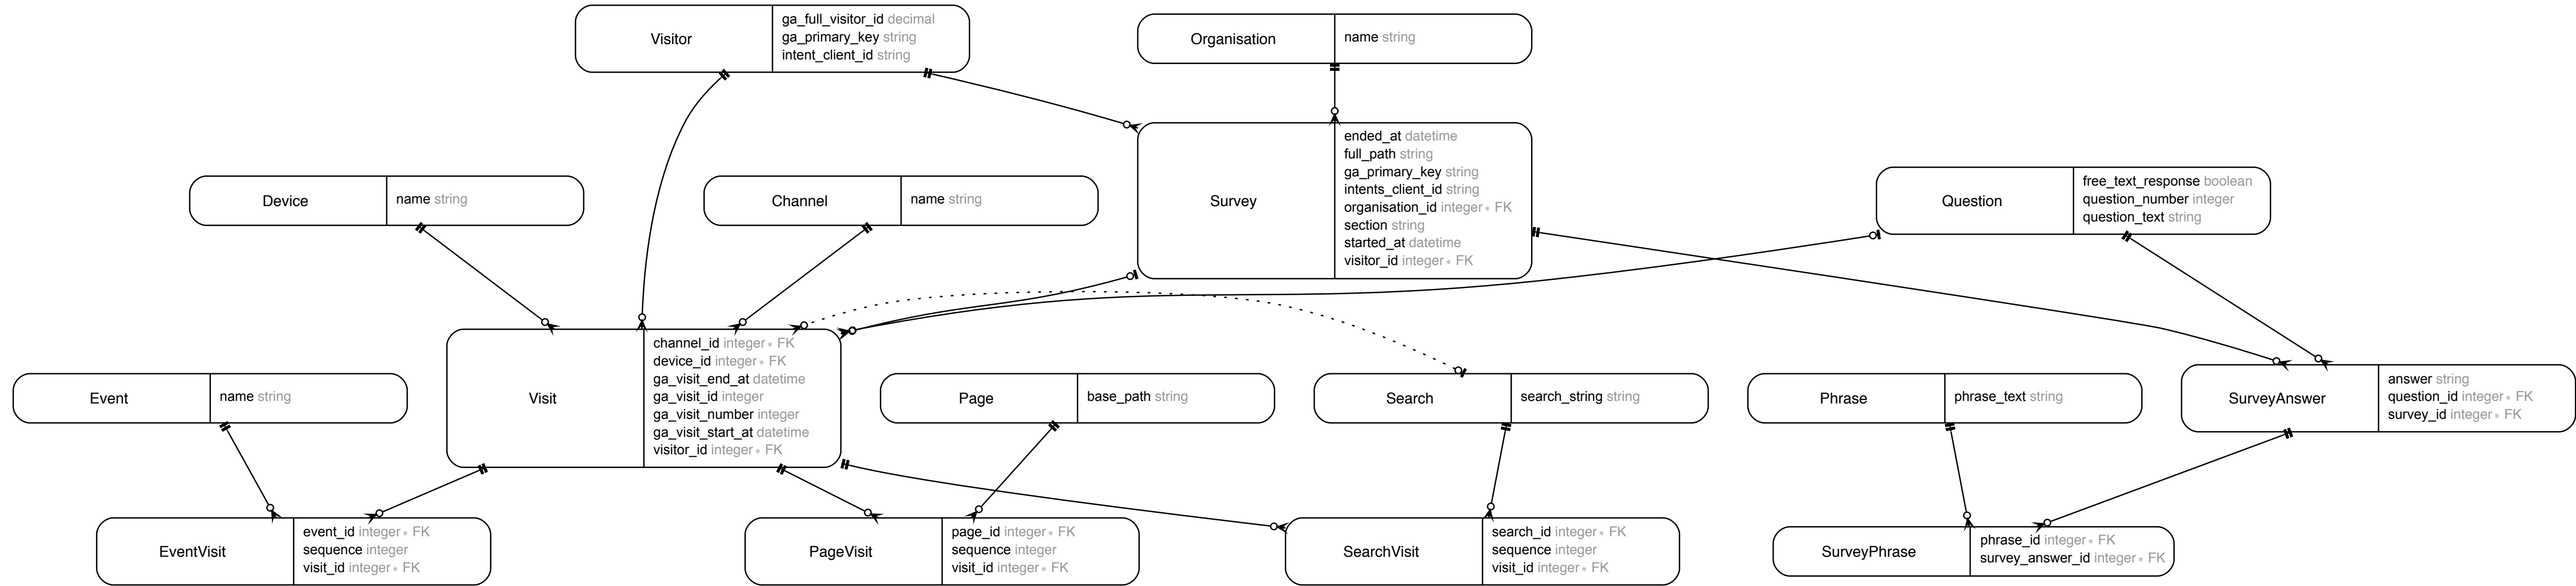 Visitor
ga_full_visitor_id decimal
ga_primary_key string
intent_client_id string
Organisation
name string
Device
name string
Channel
name string
Survey
ended_at datetime
full_path string
ga_primary_key string
intents_client_id string
organisation_id integer∗ FK
section string
started_at datetime
visitor_id integer∗ FK
Question
free_text_response boolean
question_number integer
question_text string
Event
name string
Visit
channel_id integer∗ FK
device_id integer∗ FK
ga_visit_end_at datetime
ga_visit_id integer
ga_visit_number integer
ga_visit_start_at datetime
visitor_id integer∗ FK
Page
base_path string
Search
search_string string
Phrase
phrase_text string
SurveyAnswer
answer string
question_id integer∗ FK
survey_id integer∗ FK
EventVisit
event_id integer∗ FK
sequence integer
visit_id integer∗ FK
PageVisit
page_id integer∗ FK
sequence integer
visit_id integer∗ FK
SearchVisit
search_id integer∗ FK
sequence integer
visit_id integer∗ FK
SurveyPhrase
phrase_id integer∗ FK
survey_answer_id integer∗ FK